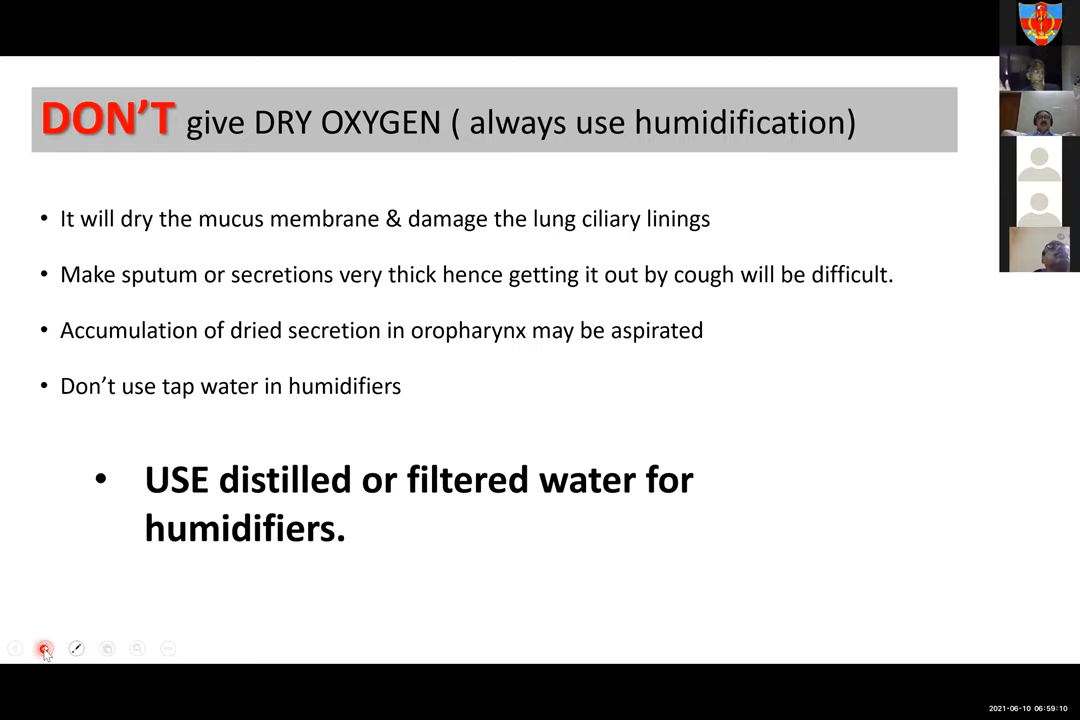 DON'T give DRY OXYGEN ( always use humidification)
• It will dry the mucus membrane & damage the lung ciliary linings
• Make sputum or secretions very thick hence getting it out by cough will be difficult.
• Accumulation of dried secretion in oropharynx may be aspirated
• Don't use tap water in humidifiers
• USE distilled or filtered water for
humidifiers.
2021-06-10 06:59:10